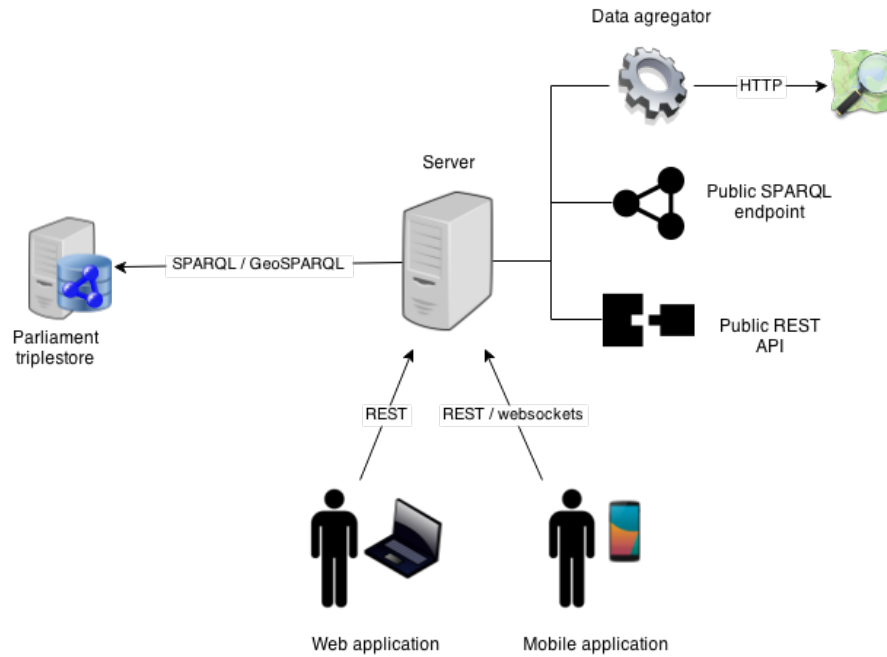 Data agregator
HTTP
Server
Public SPARQL
endpoint
SPARQL / GeoSPARQL
Parliament
triplestore
Public REST
API
REST
REST / websockets
Web application
Mobile application